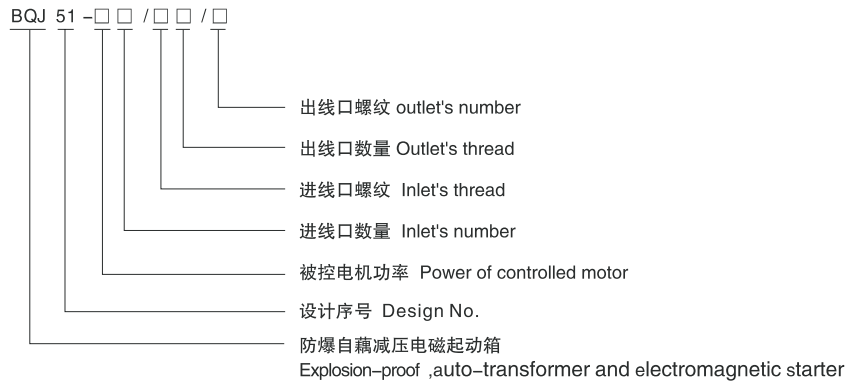 BQJ 51 -□ □ / □ □ / □
出线口螺纹 outlet's number
出线口数量 Outlet's thread
进线口螺纹 Inlet's thread
进线口数量 Inlet's number
被控电机功率 Power of controlled motor
设计序号 Design No.
防爆自藕减压电磁起动箱
Explosion-proof ,auto-transformer and electromagnetic starter